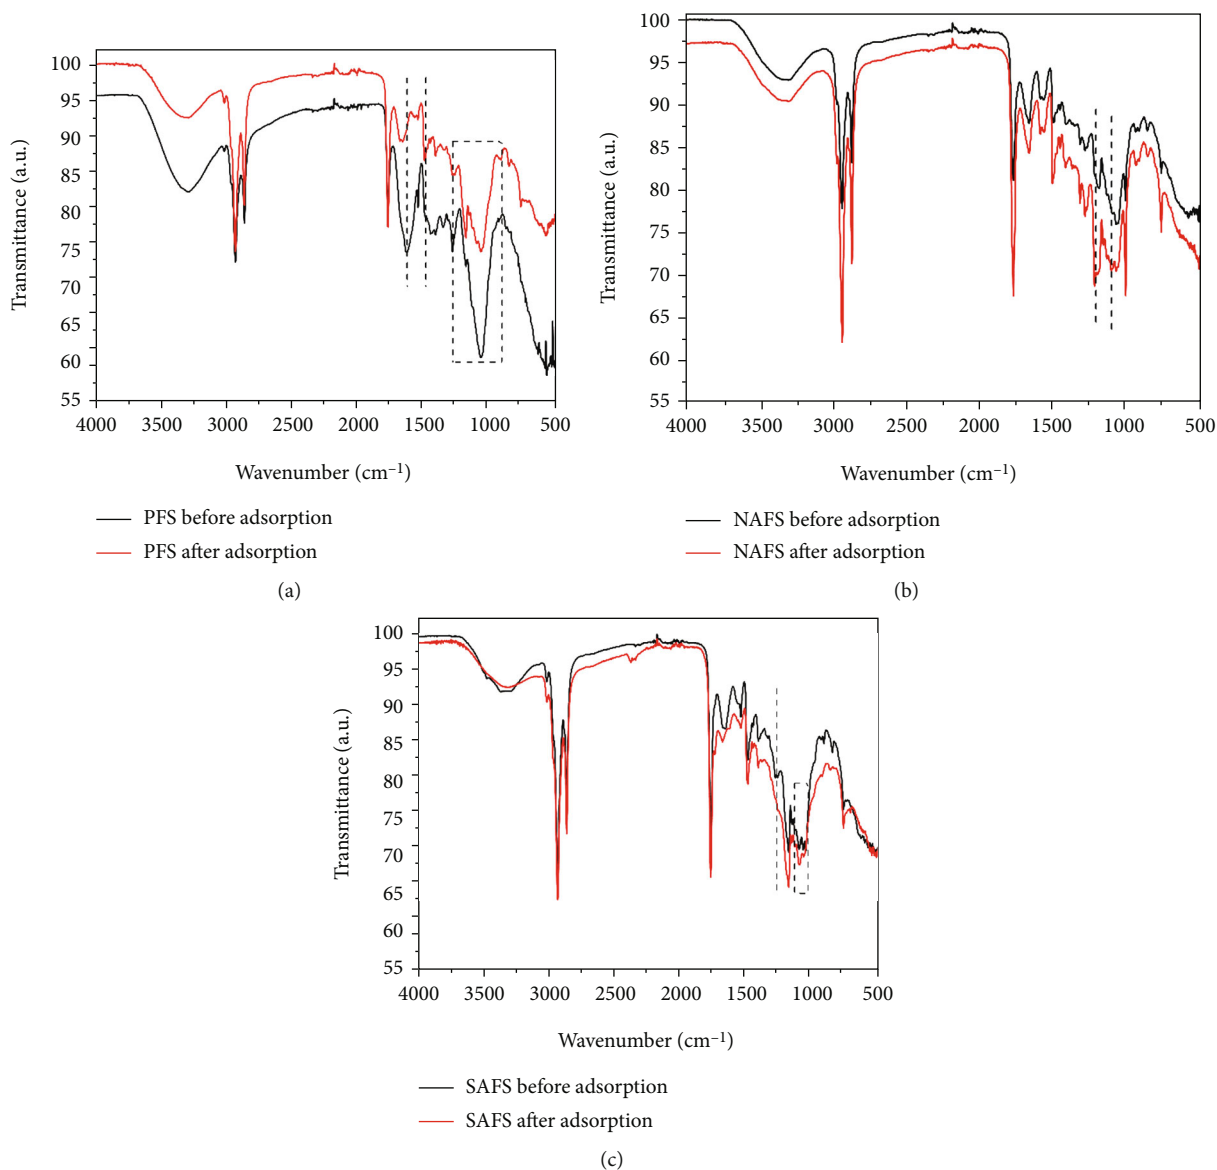 100
95
90
85
80
75
70
65
60
55
Transmittance (a.u.)
4000 3500 3000 2500 2000 1500 1000 500
Wavenumber (cm–1)
PFS before adsorption
PFS after adsorption
(a)
100
95
90
85
80
75
70
65
60
55
Transmittance (a.u.)
4000 3500 3000 2500 2000 1500 1000 500
Wavenumber (cm–1)
NAFS before adsorption
NAFS after adsorption
(b)
100
95
90
85
80
75
70
65
60
55
Transmittance (a.u.)
4000 3500 3000 2500 2000 1500 1000 500
Wavenumber (cm–1)
SAFS before adsorption
SAFS after adsorption
(c)